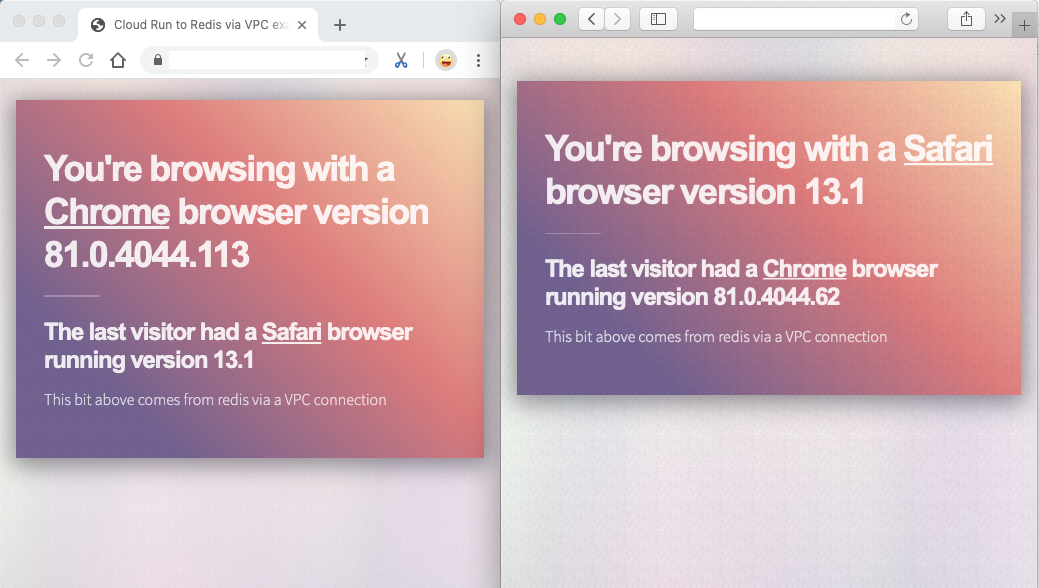 Cloud Run to Redis via VPC exa
You're browsing with a
Chrome browser version
81.0.4044.113
The last visitor had a Safari browser
running version 13.1
This bit above comes from redis via a VPC connection
You're browsing with a Safari
browser version 13.1
The last visitor had a Chrome browser
running version 81.0.4044.62
This bit above comes from redis via a VPC connection